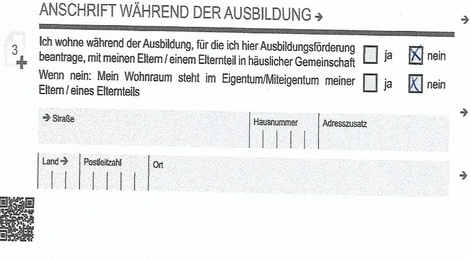 ANSCHRIFT WÄHREND DER AUSBILDUNG →
3
Ich wohne während der Ausbildung, für die ich hier Ausbildungsförderung
beantrage, mit meinen Eltern / einem Elternteil in häuslicher Gemeinschaft ja nein
Wenn nein: Mein Wohnraum steht im Eigentum/Miteigentum meiner
Eltern / eines Elternteils ja nein
→ Straße Hausnummer Adresszusatz
Land → Postleitzahl Ort